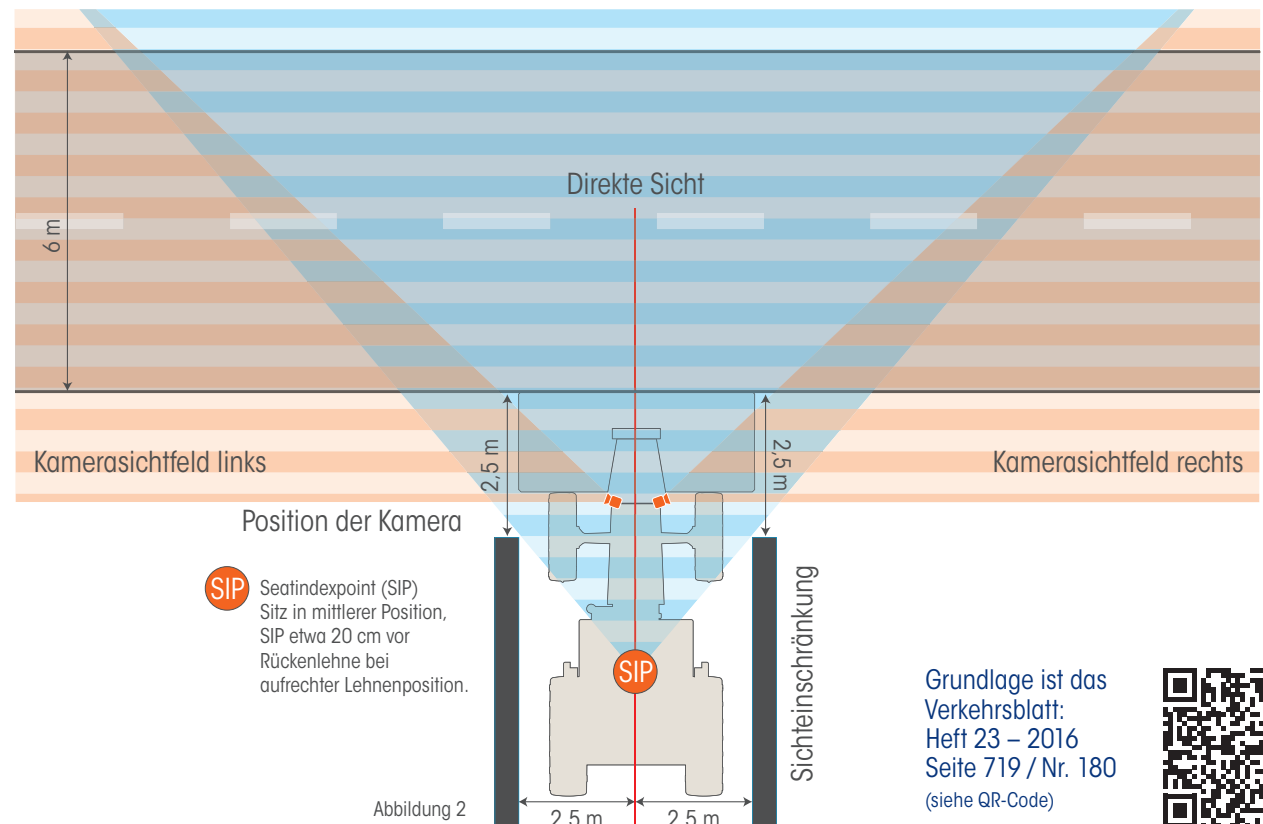 Direkte Sicht
6 m
2,5 m
2,5 m
Kamerasichtfeld links
Kamerasichtfeld rechts
Position der Kamera
SIP
Seatindexpoint (SIP)
Sitz in mittlerer Position,
SIP etwa 20 cm vor
Rückenlehne bei
aufrechter Lehnenposition.
SIP
Sichteinschränkung
Grundlage ist das
Verkehrsblatt:
Heft 23 – 2016
Seite 719 / Nr. 180
(siehe QR-Code)
Abbildung 2
2,5 m
2,5 m